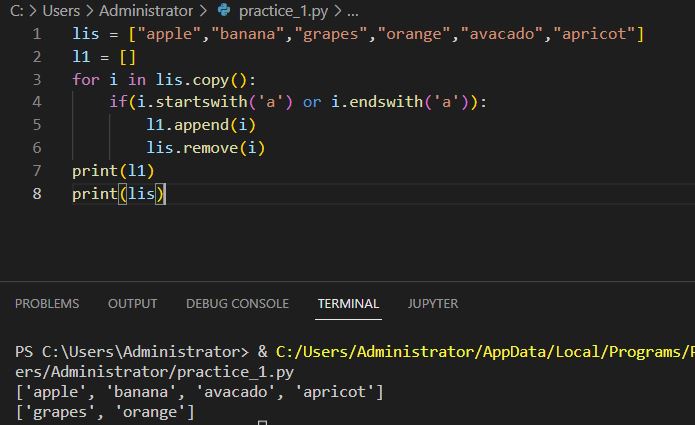 C: > Users > Administrator > practice_1.py > ...
1 lis = ["apple","banana","grapes","orange","avacado","apricot"]
2 l1 = []
3 for i in lis.copy():
4     if(i.startswith('a') or i.endswith('a')):
5         l1.append(i)
6         lis.remove(i)
7 print(l1)
8 print(lis)
PROBLEMS OUTPUT DEBUG CONSOLE TERMINAL JUPYTER
PS C:\Users\Administrator> & C:/Users/Administrator/AppData/Local/Programs/
ers/Administrator/practice_1.py
['apple', 'banana', 'avacado', 'apricot']
['grapes', 'orange']